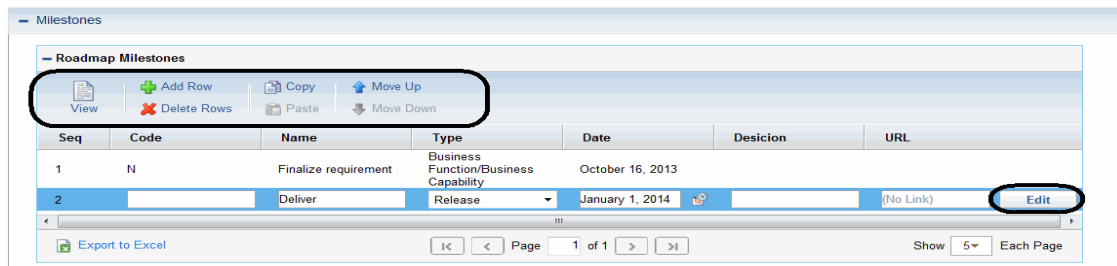 Milestones
Roadmap Milestones
View Add Row Copy Move Up
Delete Rows Paste Move Down
Seq Code Name Type Date Desicion URL
1 N Finalize requirement Business Function/Business Capability October 16, 2013
2 Deliver Release January 1, 2014 (No Link) Edit
Export to Excel Page 1 of 1 Show 5 Each Page